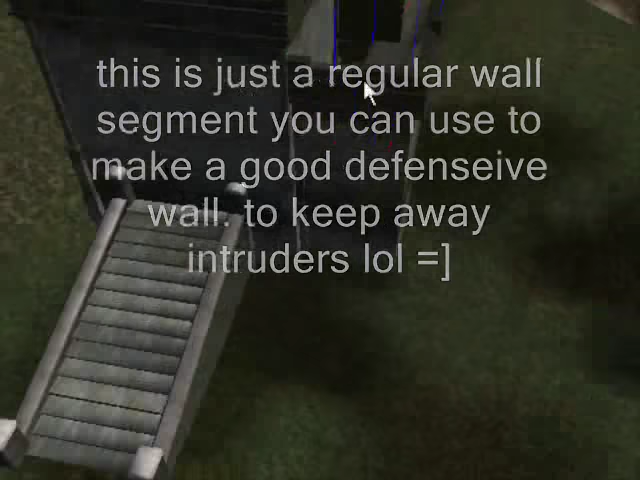 this is just a regular wall
segment you can use to
make a good defenseive
wall. to keep away
intruders lol =]